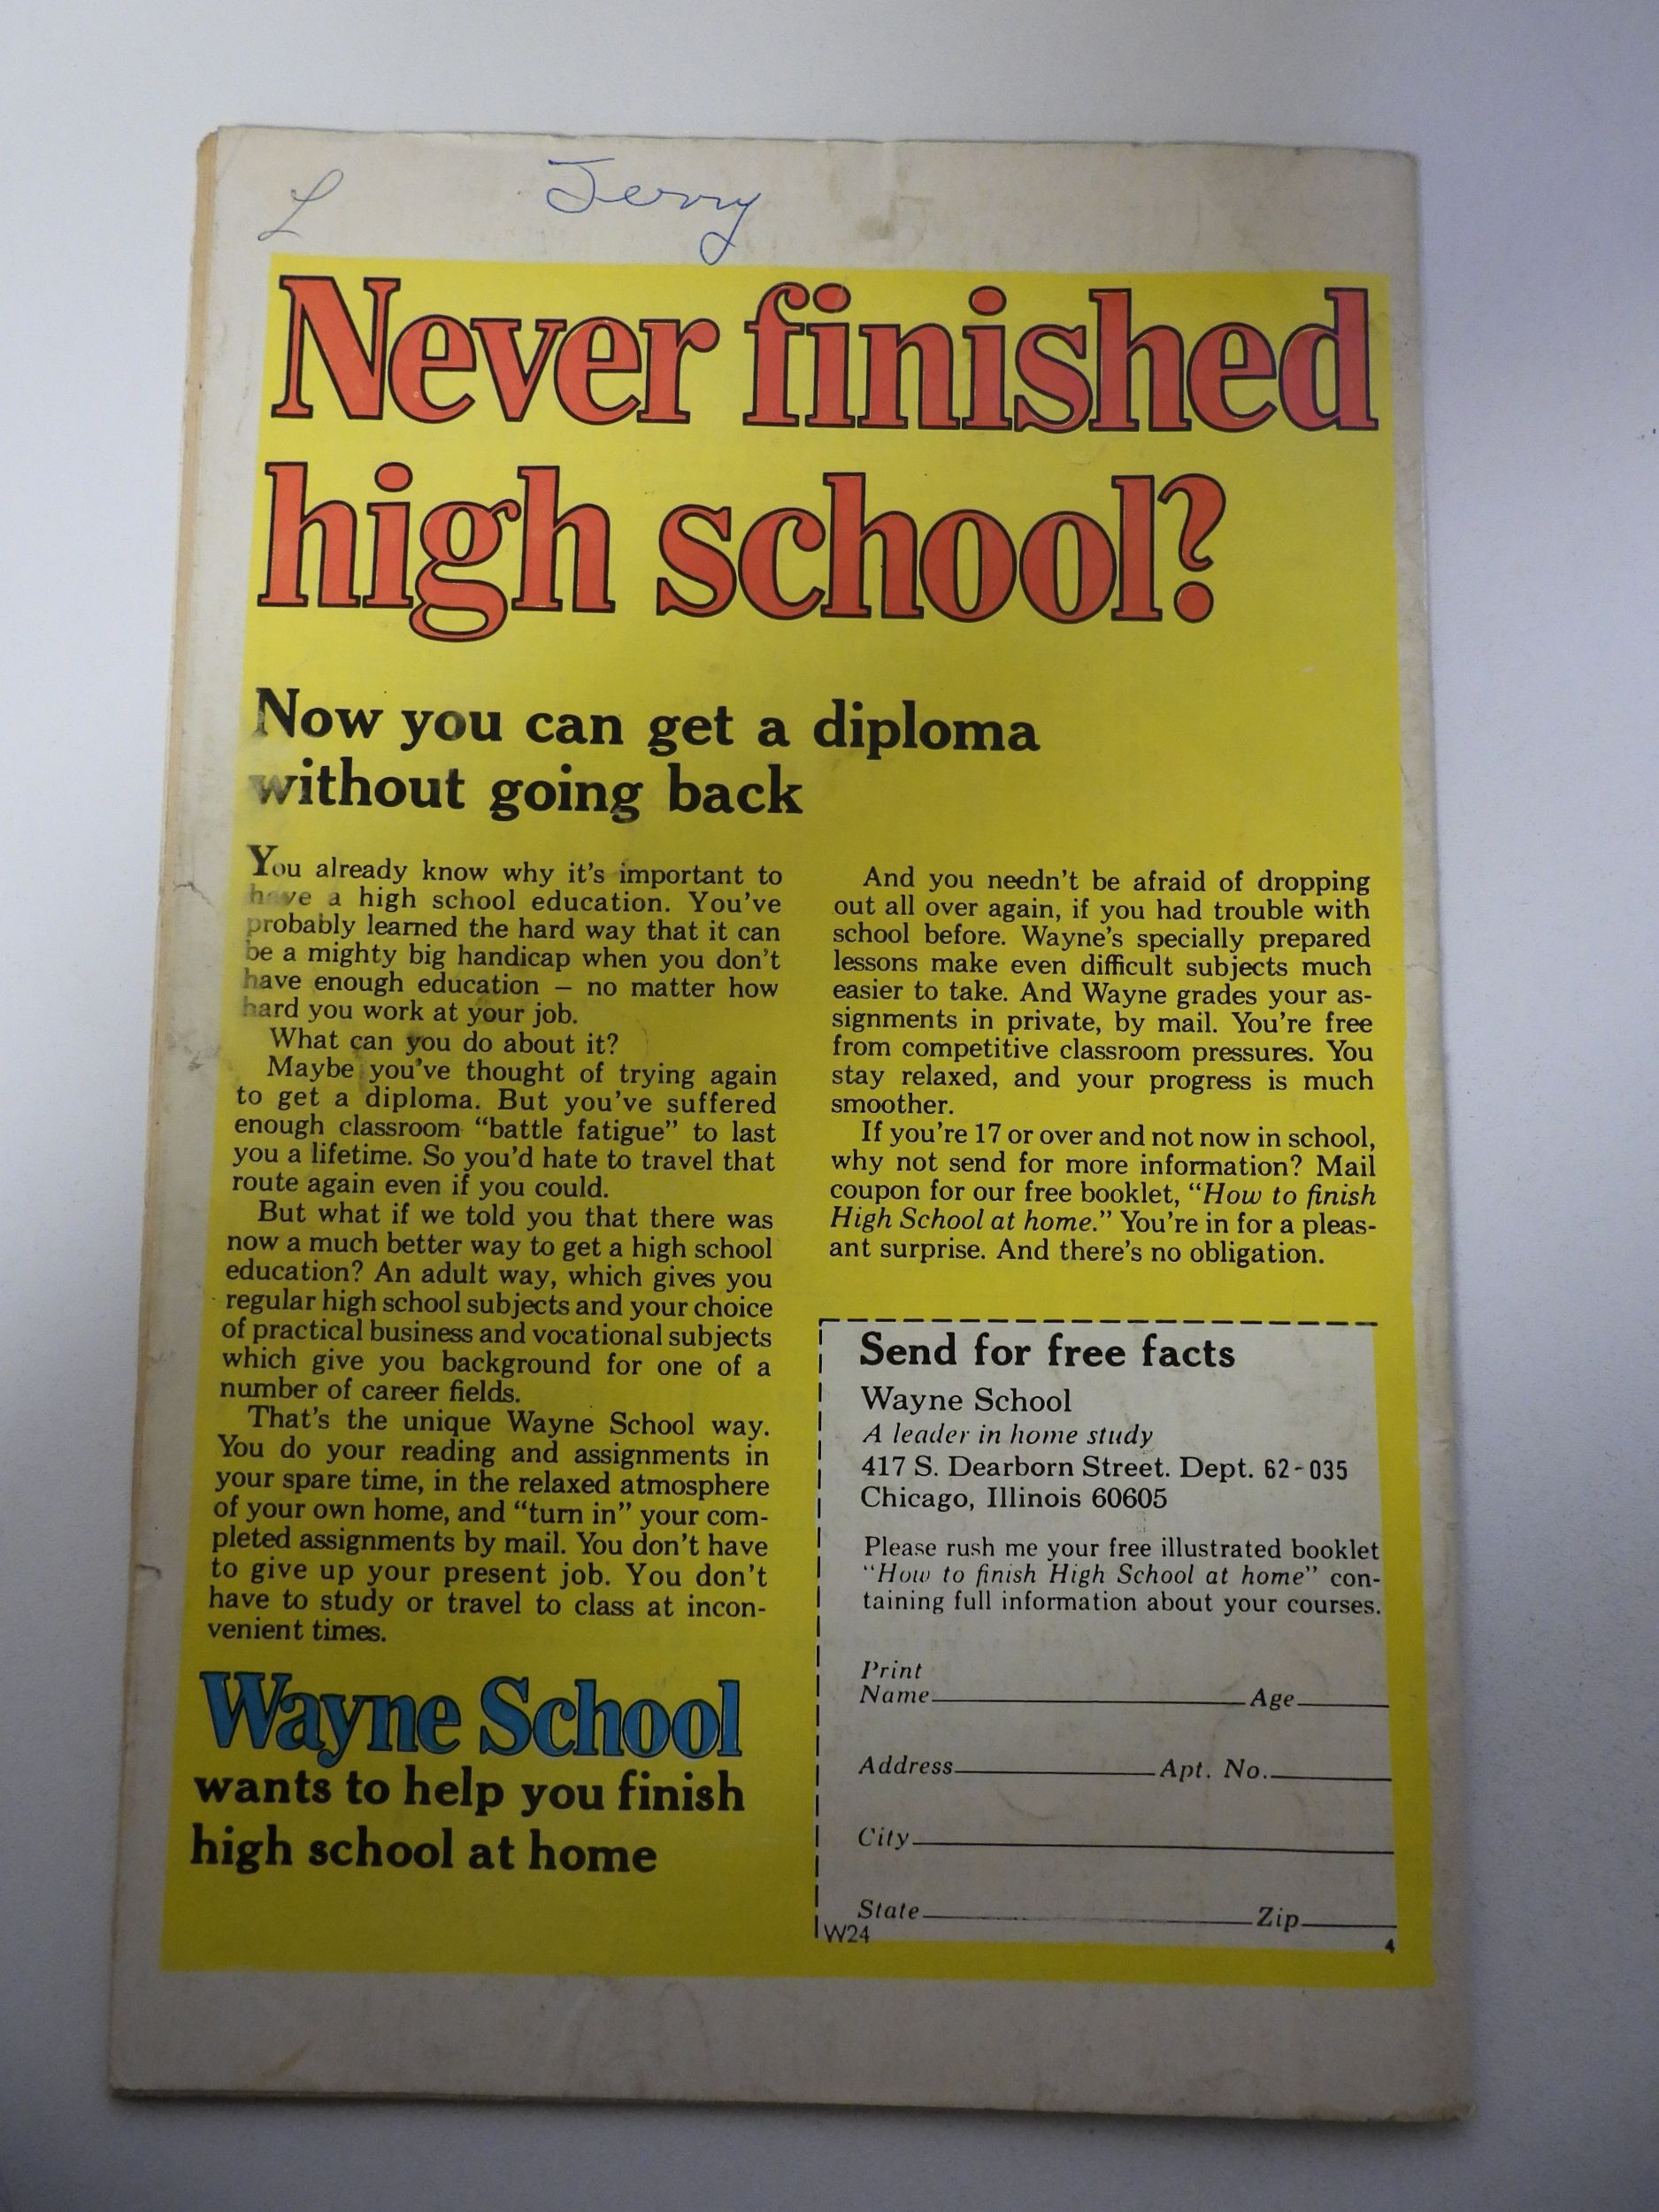 L Jerry
Never finished
high school?
Now you can get a diploma
without going back
You already know why it's important to
have a high school education. You've
probably learned the hard way that it can
be a mighty big handicap when you don't
have enough education – no matter how
hard you work at your job.
What can you do about it?
Maybe you've thought of trying again
to get a diploma. But you've suffered
enough classroom “battle fatigue” to last
you a lifetime. So you'd hate to travel that
route again even if you could.
But what if we told you that there was
now a much better way to get a high school
education? An adult way, which gives you
regular high school subjects and your choice
of practical business and vocational subjects
which give you background for one of a
number of career fields.
That's the unique Wayne School way.
You do your reading and assignments in
your spare time, in the relaxed atmosphere
of your own home, and “turn in” your com-
pleted assignments by mail. You don't have
to give up your present job. You don't
have to study or travel to class at incon-
venient times.
Wayne School
wants to help you finish
high school at home
And you needn't be afraid of dropping
out all over again, if you had trouble with
school before. Wayne's specially prepared
lessons make even difficult subjects much
easier to take. And Wayne grades your as-
signments in private, by mail. You're free
from competitive classroom pressures. You
stay relaxed, and your progress is much
smoother.
If you're 17 or over and not now in school,
why not send for more information? Mail
coupon for our free booklet, “How to finish
High School at home.” You're in for a pleas-
ant surprise. And there's no obligation.
Send for free facts
Wayne School
A leader in home study
417 S. Dearborn Street. Dept. 62-035
Chicago, Illinois 60605
Please rush me your free illustrated booklet
“How to finish High School at home” con-
taining full information about your courses.
Print
Name Age
Address Apt. No.
City
State Zip
W24 4